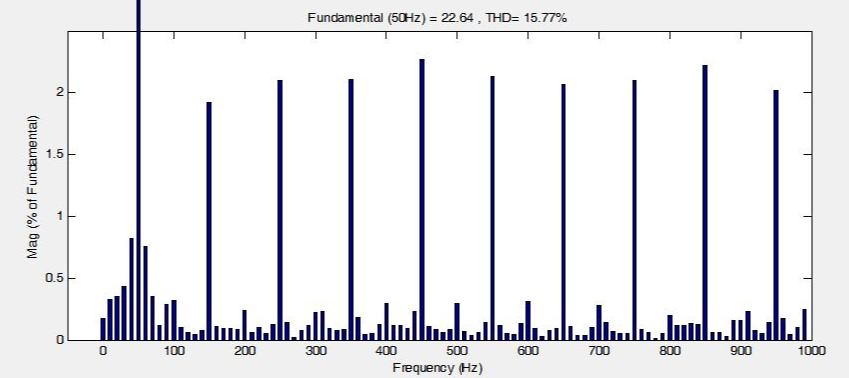 Fundamental (50Hz) = 22.64 , THD= 15.77%
Mag (% of Fundamental)
2
1.5
1
0.5
0
0 100 200 300 400 500 600 700 800 900 1000
Frequency (Hz)